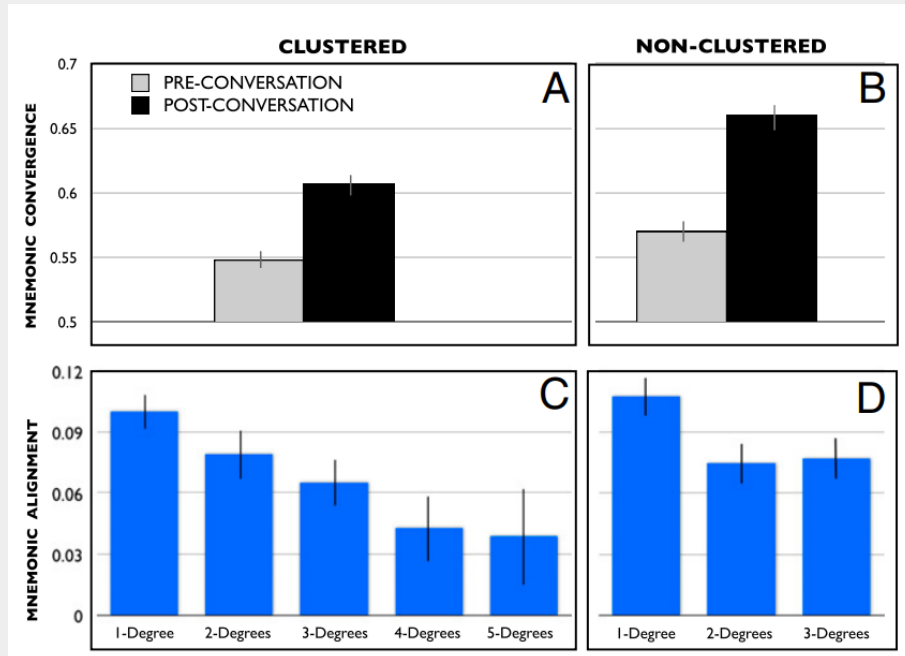 CLUSTERED
NON-CLUSTERED
MNEMONIC CONVERGENCE
0.7
0.65
0.6
0.55
0.5
PRE-CONVERSATION
POST-CONVERSATION
A
B
MNEMONIC ALIGNMENT
0.12
0.09
0.06
0.03
0
C
D
1-Degree 2-Degrees 3-Degrees 4-Degrees 5-Degrees
1-Degree 2-Degrees 3-Degrees